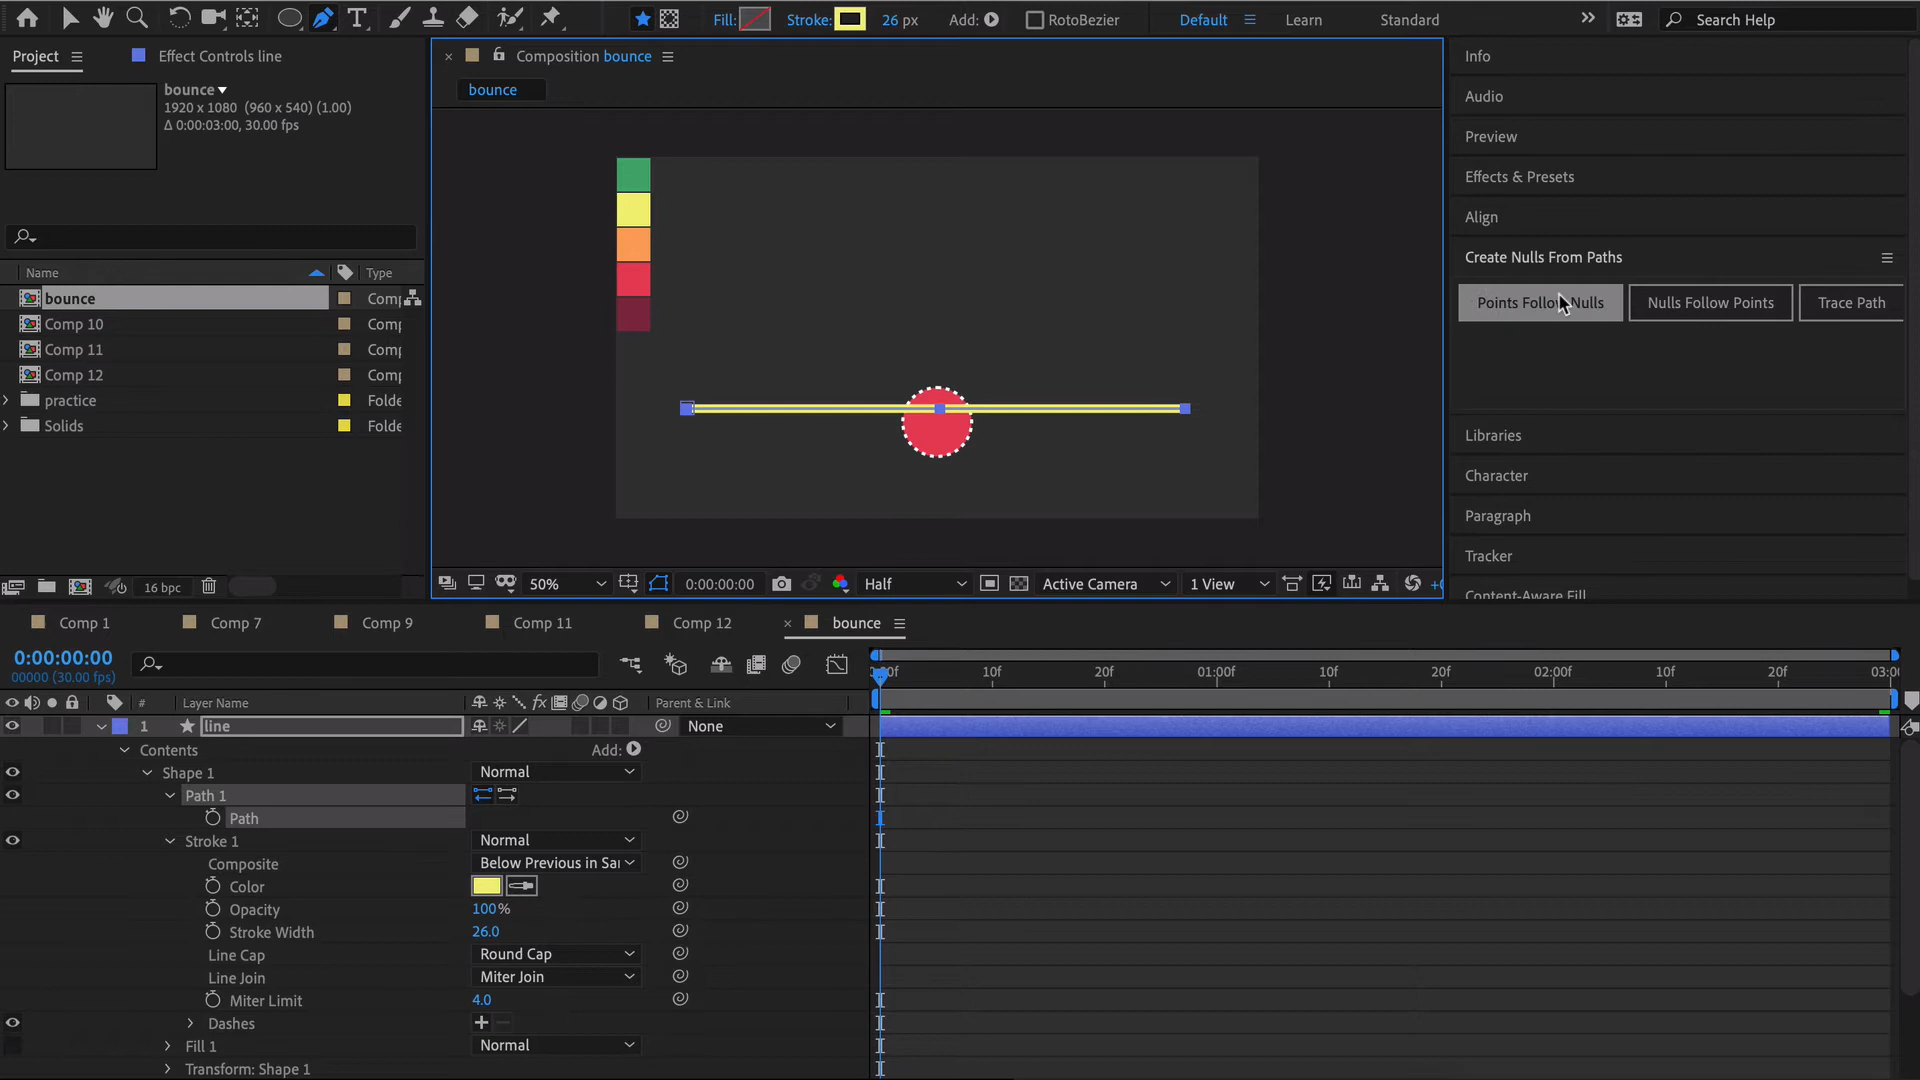 Fill:
Stroke:
26 px
Add:
RotoBezier
Default
Learn
Standard
Search Help
Project
Effect Controls line
bounce
1920 x 1080 (960 x 540) (1.00)
Δ 0:00:03:00, 30.00 fps
Name
Type
bounce
Comp 10
Comp 11
Comp 12
practice
Folde
Solids
Folde
16 bpc
Composition bounce
bounce
50%
0:00:00:00
Half
Active Camera
1 View
Info
Audio
Preview
Effects & Presets
Align
Create Nulls From Paths
Points Follow Nulls
Nulls Follow Points
Trace Path
Libraries
Character
Paragraph
Tracker
Content-Aware Fill
Comp 1
Comp 7
Comp 9
Comp 11
Comp 12
bounce
0:00:00:00
00000 (30.00 fps)
10f
20f
01:00f
10f
20f
02:00f
10f
20f
# Layer Name
fx
Parent & Link
1 line
None
Contents
Add:
Shape 1
Normal
Path 1
Path
Stroke 1
Normal
Composite
Below Previous in Sa
Color
Opacity
100%
Stroke Width
26.0
Line Cap
Round Cap
Line Join
Miter Join
Miter Limit
4.0
Dashes
Fill 1
Normal
Transform: Shape 1